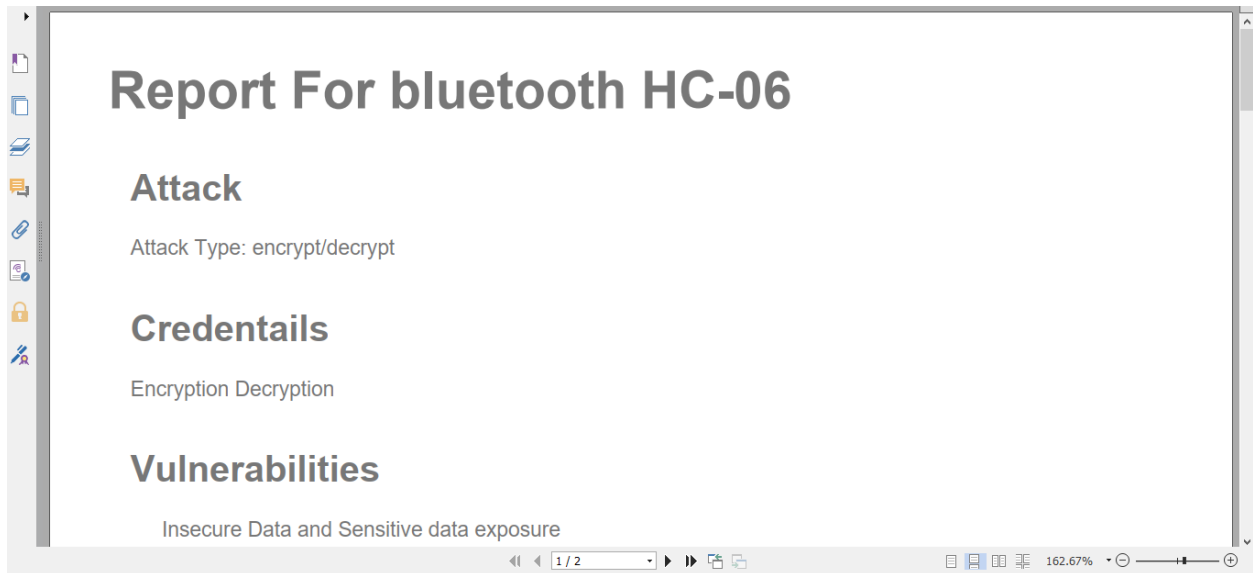 Report For bluetooth HC-06
Attack
Attack Type: encrypt/decrypt
Credentails
Encryption Decryption
Vulnerabilities
Insecure Data and Sensitive data exposure
1 / 2
162.67%